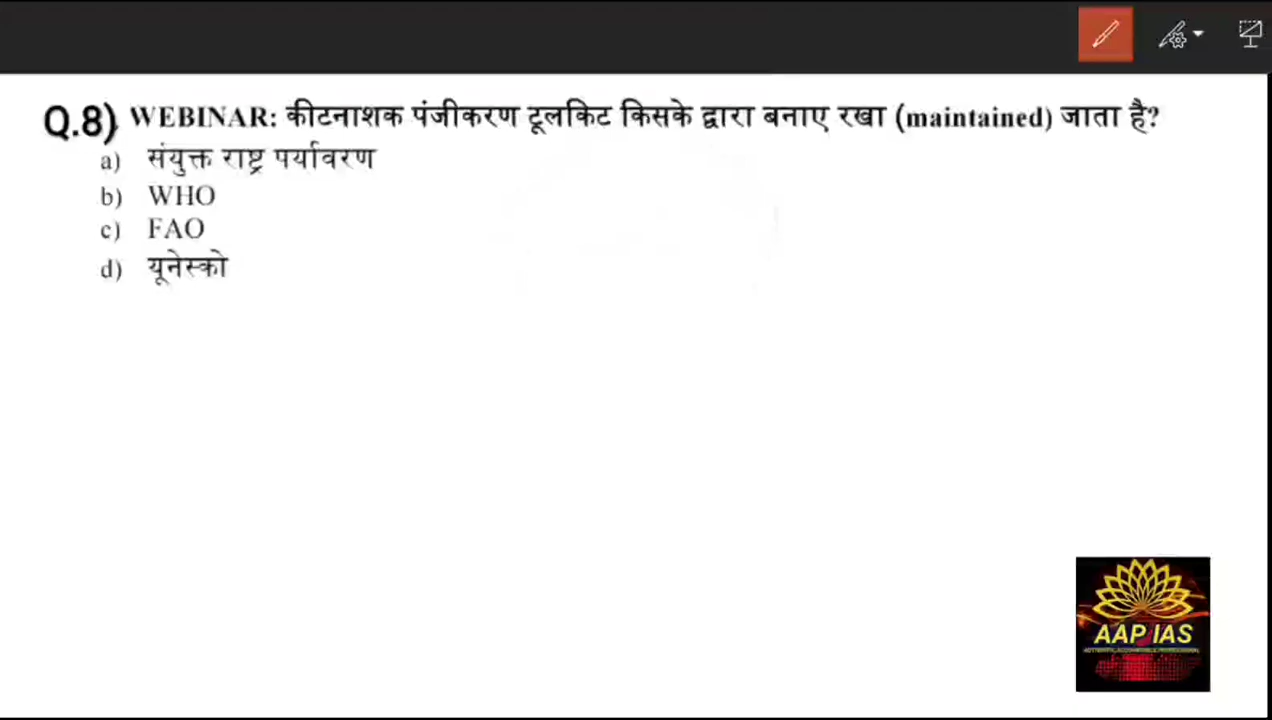 Q.8) WEBINAR: कीटनाशक पंजीकरण टूलकिट किसके द्वारा बनाए रखा (maintained) जाता है?
a) संयुक्त राष्ट्र पर्यावरण
b) WHO
c) FAO
d) यूनेस्को
AAP IAS